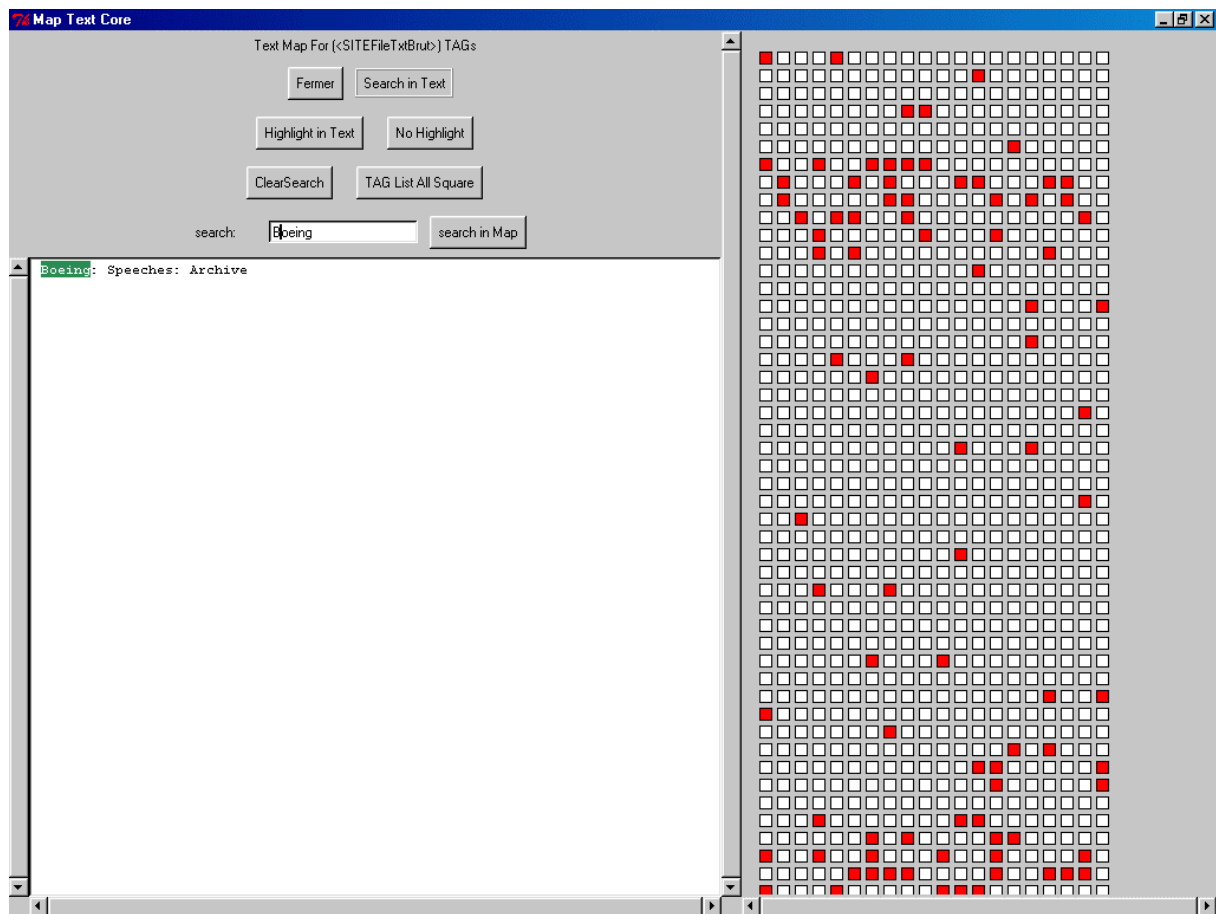 Map Text Core
Text Map For (<SITEFileTxtBrut>) TAGs
Fermer Search in Text
Highlight in Text No Highlight
ClearSearch TAG List All Square
search: Boeing search in Map
Boeing: Speeches: Archive